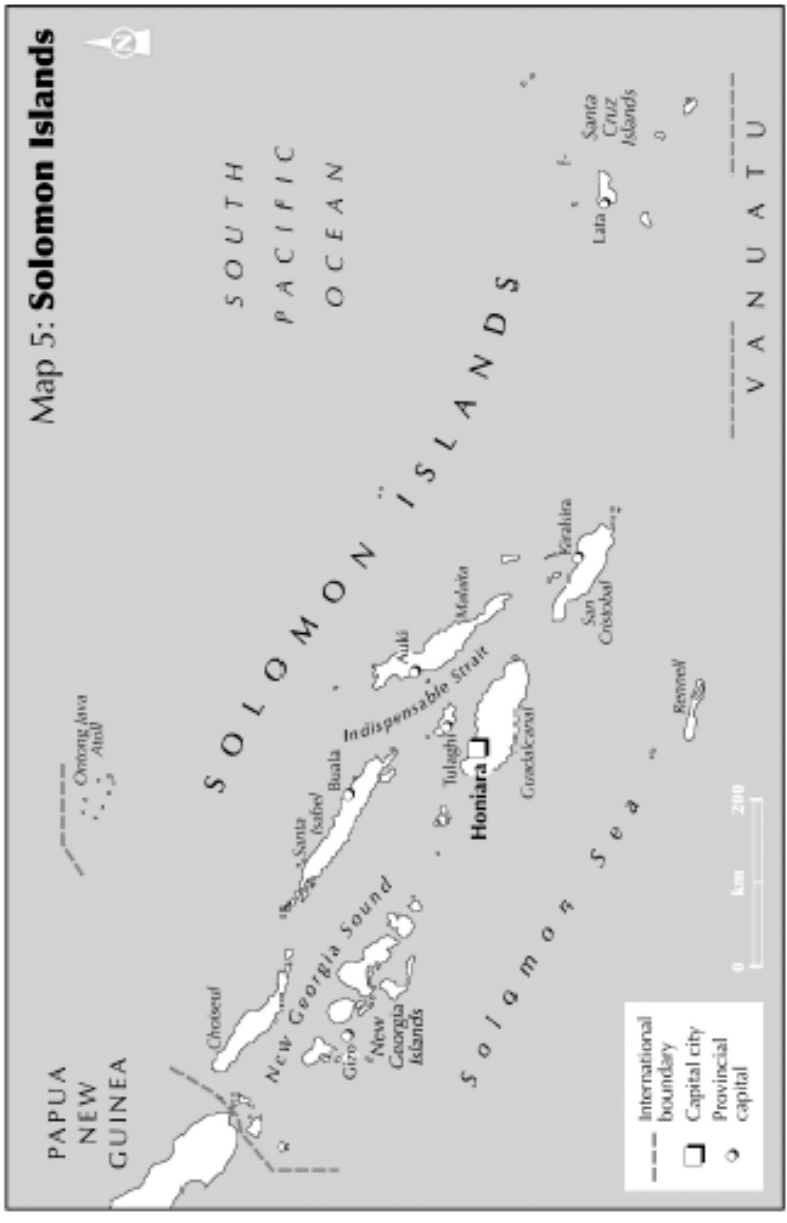 Map 5: Solomon Islands
N
PAPUA
NEW
GUINEA
Ontong Java
Atoll
SOUTH
PACIFIC
OCEAN
SOLOMON ISLANDS
Choiseul
New Georgia Sound
Santa
Isabel
Buala
Gizo
New
Georgia
Islands
Indispensable Strait
Auki
Malaita
Tulaghi
Honiara
Guadalcanal
Kirakira
San
Cristobal
Rennell
Solomon Sea
Lata
Santa
Cruz
Islands
VANUATU
International
boundary
Capital city
Provincial
capital
0 km 200